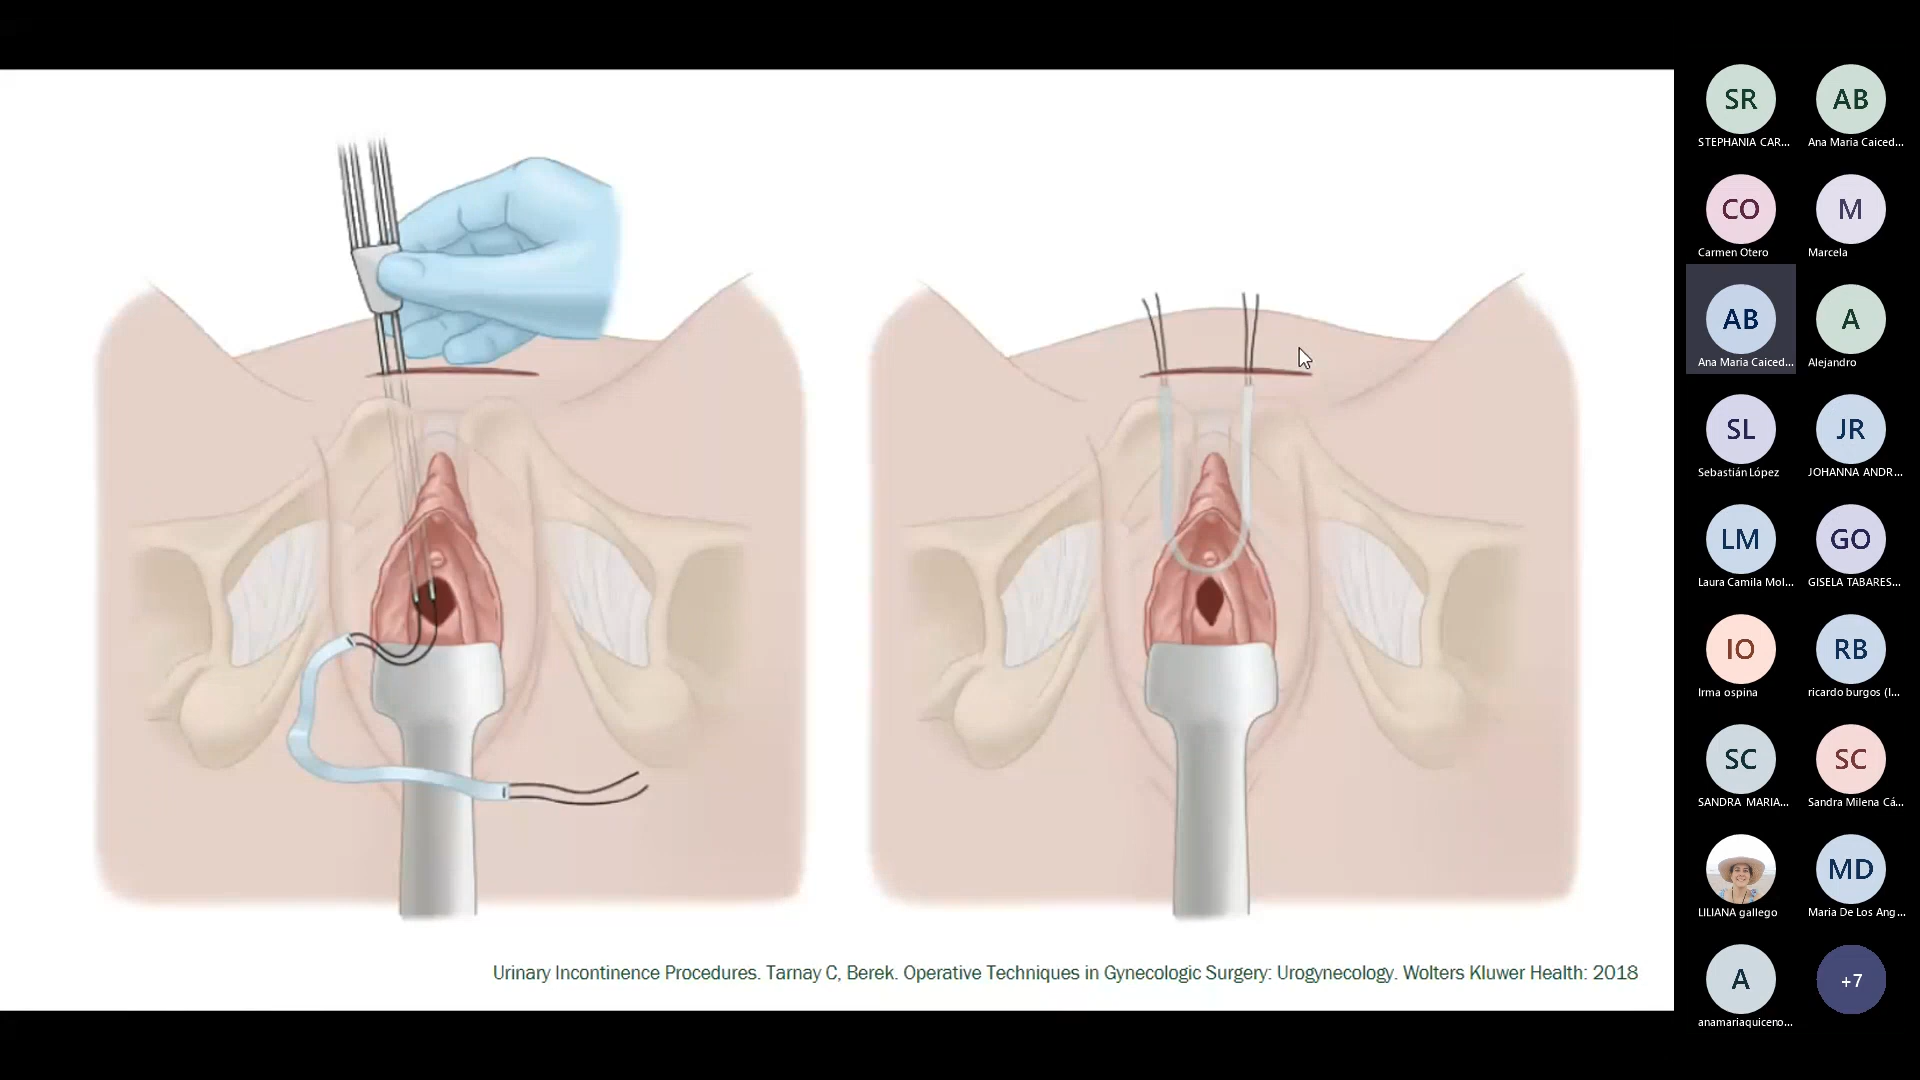 SR
AB
STEPHANIA CAR...
Ana Maria Caiced...
CO
M
Carmen Otero
Marcela
AB
A
Ana Maria Caiced...
Alejandro
SL
JR
Sebastián López
JOHANNA ANDR...
LM
GO
Laura Camila Mol...
GISELA TABARES...
IO
RB
Irma ospina
ricardo burgos (I...
SC
SC
SANDRA MARIA...
Sandra Milena Cá...
MD
LILIANA gallego
Maria De Los Ang...
A
+7
anamariaquiceno...
Urinary Incontinence Procedures. Tarnay C, Berek. Operative Techniques in Gynecologic Surgery: Urogynecology. Wolters Kluwer Health: 2018